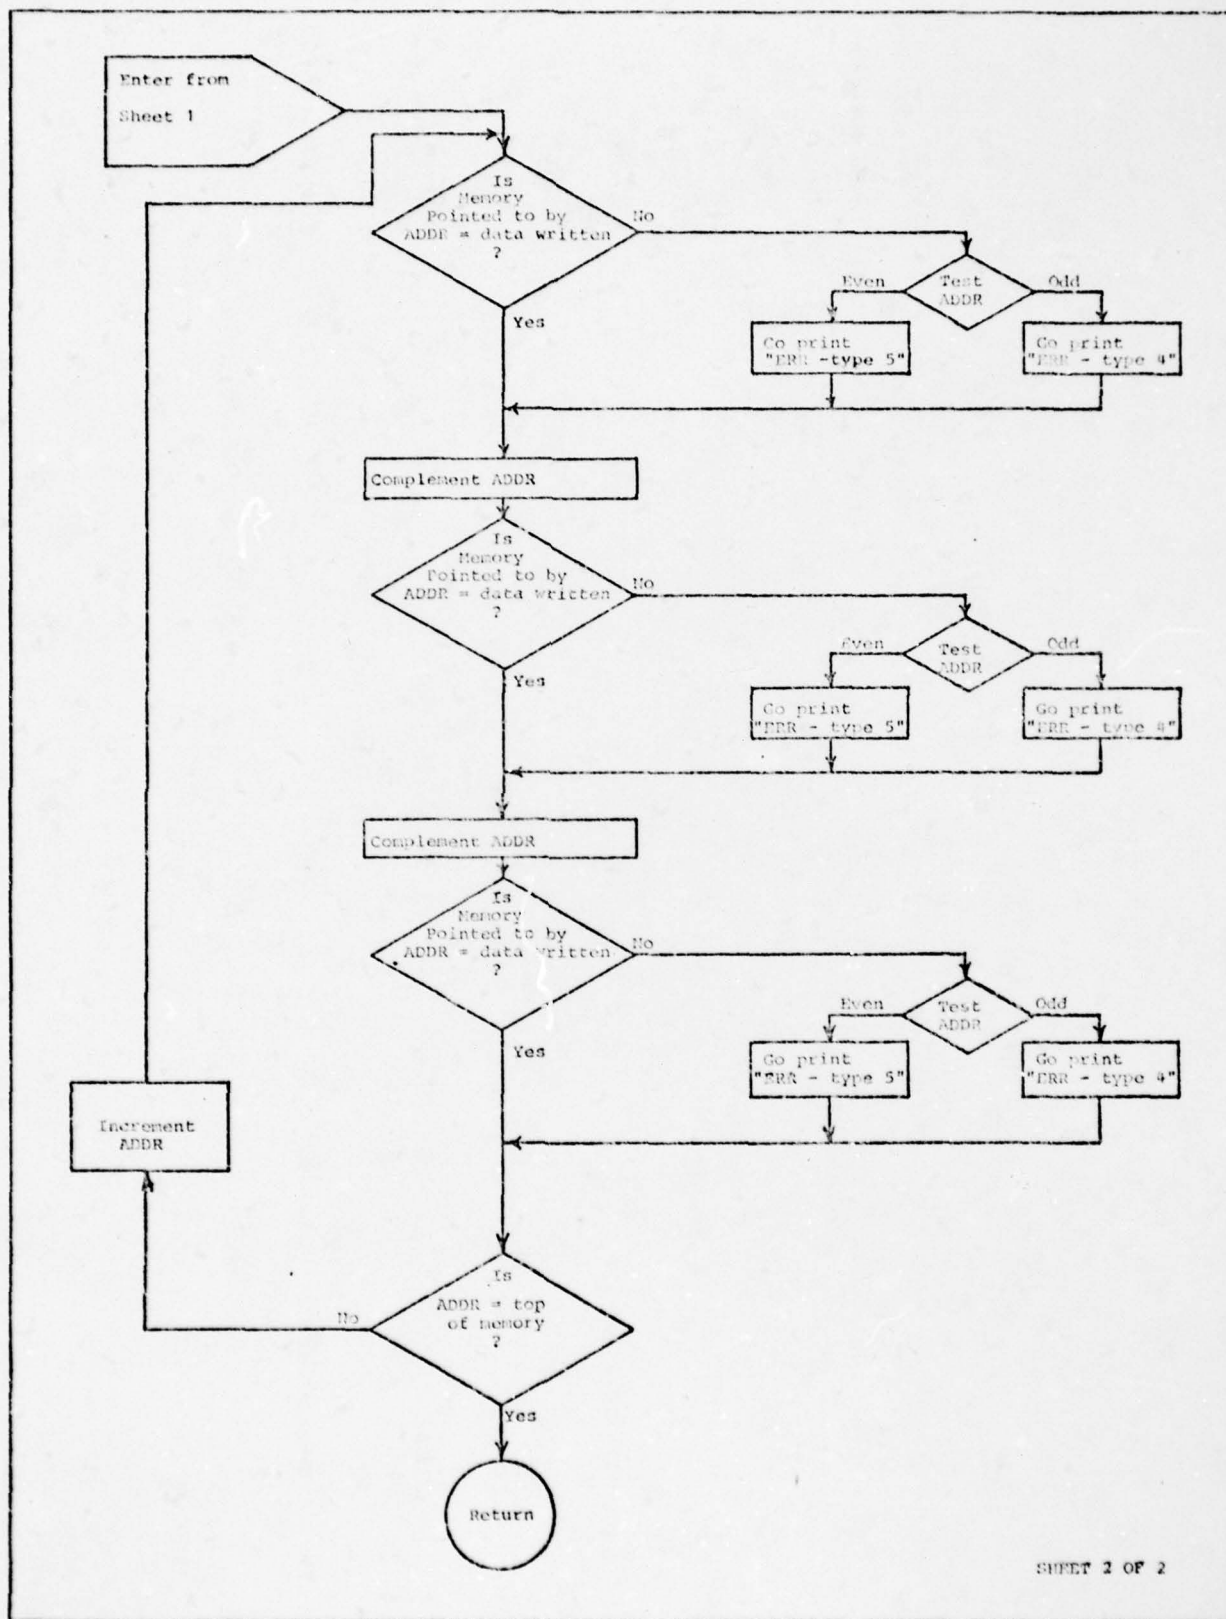 Enter from
Sheet 1
Is
Memory
Pointed to by
ADDR = data written
?
No
Yes
Test
ADDR
Even
Odd
Go print
"ERR -type 5"
Go print
"ERR - type 4"
Complement ADDR
Is
Memory
Pointed to by
ADDR = data written
?
No
Yes
Test
ADDR
Even
Odd
Go print
"ERR - type 5"
Go print
"ERR - type 4"
Complement ADDR
Is
Memory
Pointed to by
ADDR = data written
?
No
Yes
Test
ADDR
Even
Odd
Go print
"ERR - type 5"
Go print
"ERR - type 4"
Increment
ADDR
Is
ADDR = top
of memory
?
No
Yes
Return
SHEET 2 OF 2